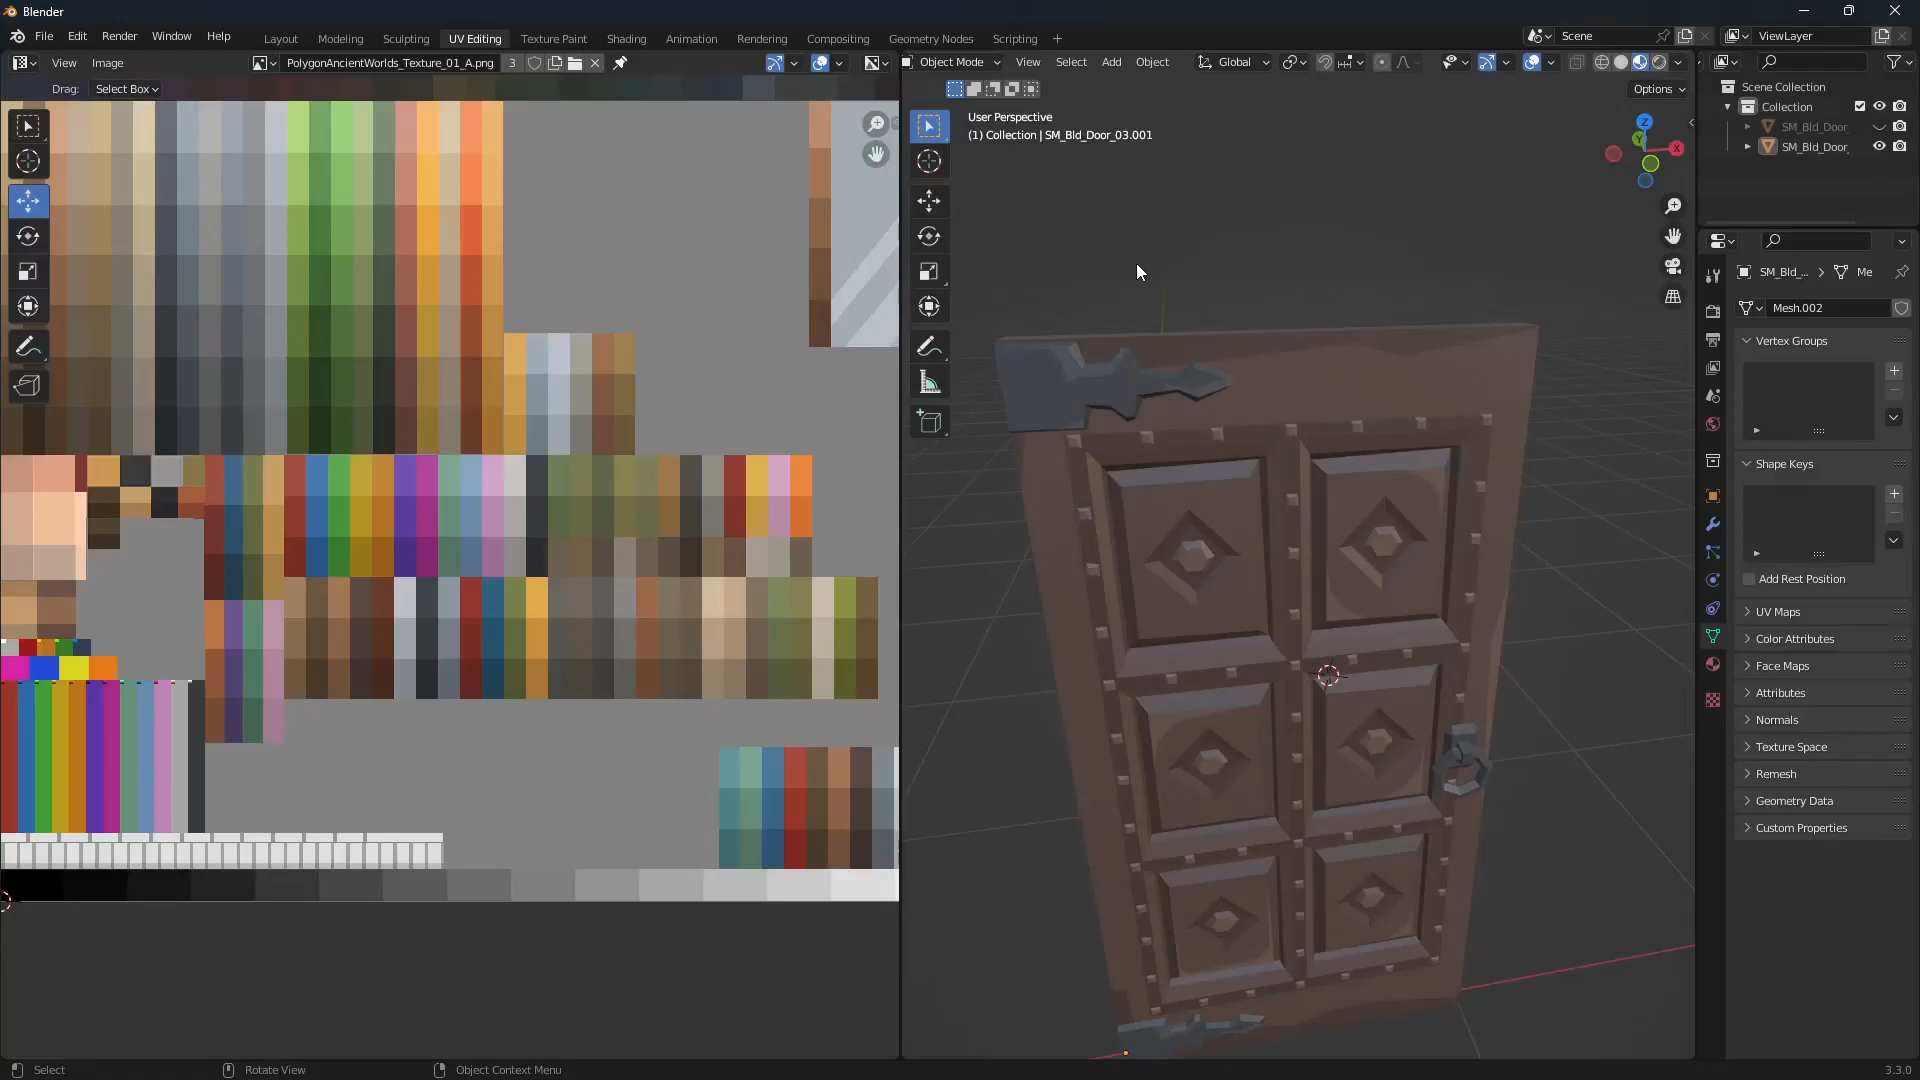 Blender
File Edit Render Window Help
Layout Modeling Sculpting UV Editing Texture Paint Shading Animation Rendering Compositing Geometry Nodes Scripting +
Scene
ViewLayer
View Image
PolygonAncientWorlds_Texture_01_A.png 3
Object Mode View Select Add Object
Global
Drag: Select Box
Options
User Perspective
(1) Collection | SM_Bld_Door_03.001
Z
Y
X
Scene Collection
Collection
SM_Bld_Door_
SM_Bld_Door_
SM_Bld_... > Me
Mesh.002
Vertex Groups
Shape Keys
Add Rest Position
UV Maps
Color Attributes
Face Maps
Attributes
Normals
Texture Space
Remesh
Geometry Data
Custom Properties
Select
Rotate View
Object Context Menu
3.3.0